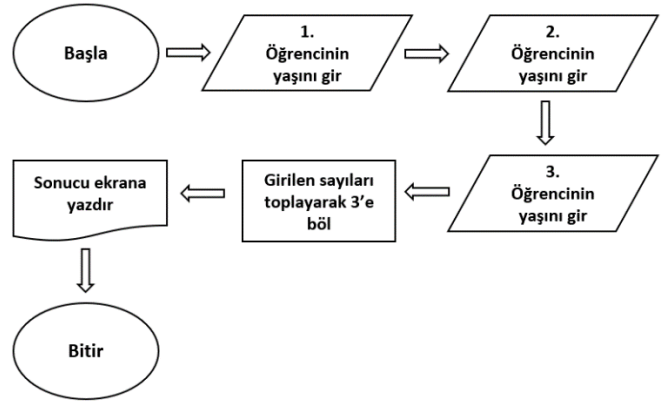 Başla
1.
Öğrencinin
yaşını gir
2.
Öğrencinin
yaşını gir
3.
Öğrencinin
yaşını gir
Girilen sayıları
toplayarak 3’e
böl
Sonucu ekrana
yazdır
Bitir